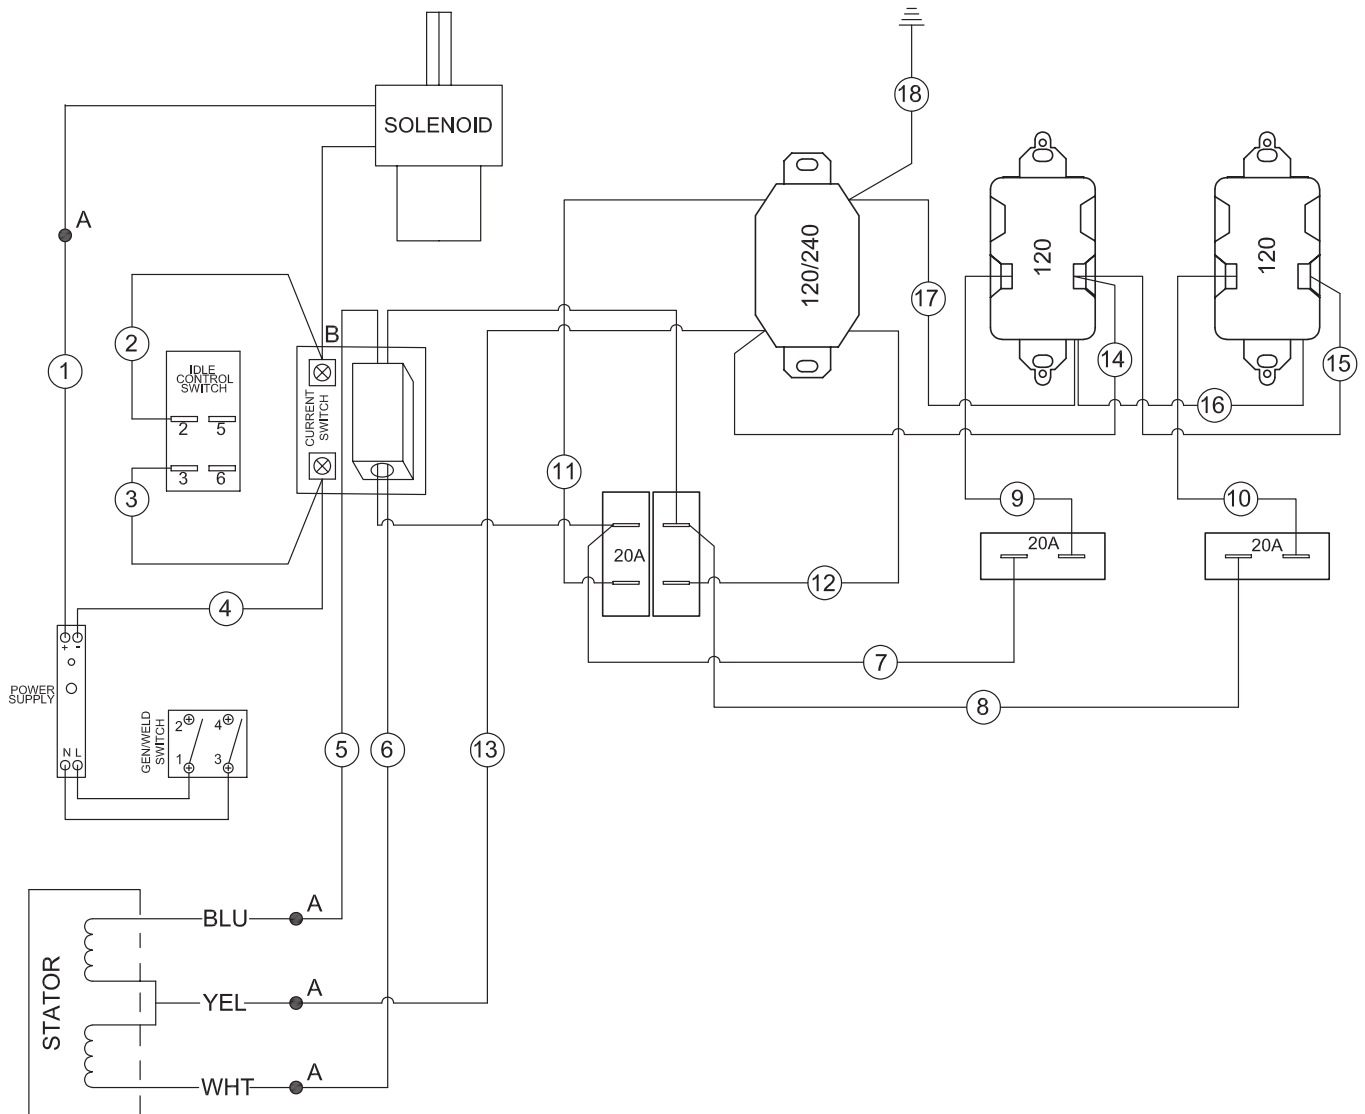 18
SOLENOID
A
120/240
120
120
17
2
B
14
15
1
IDLE
CONTROL
SWITCH
CURRENT
SWITCH
16
2 5
11
3 6
3
9
10
20A
20A
20A
12
4
+ -
7
POWER
SUPPLY
8
GEN/WELD
SWITCH
2 4
N L
1 3
5
6
13
BLU
A
STATOR
YEL
A
WHT
A